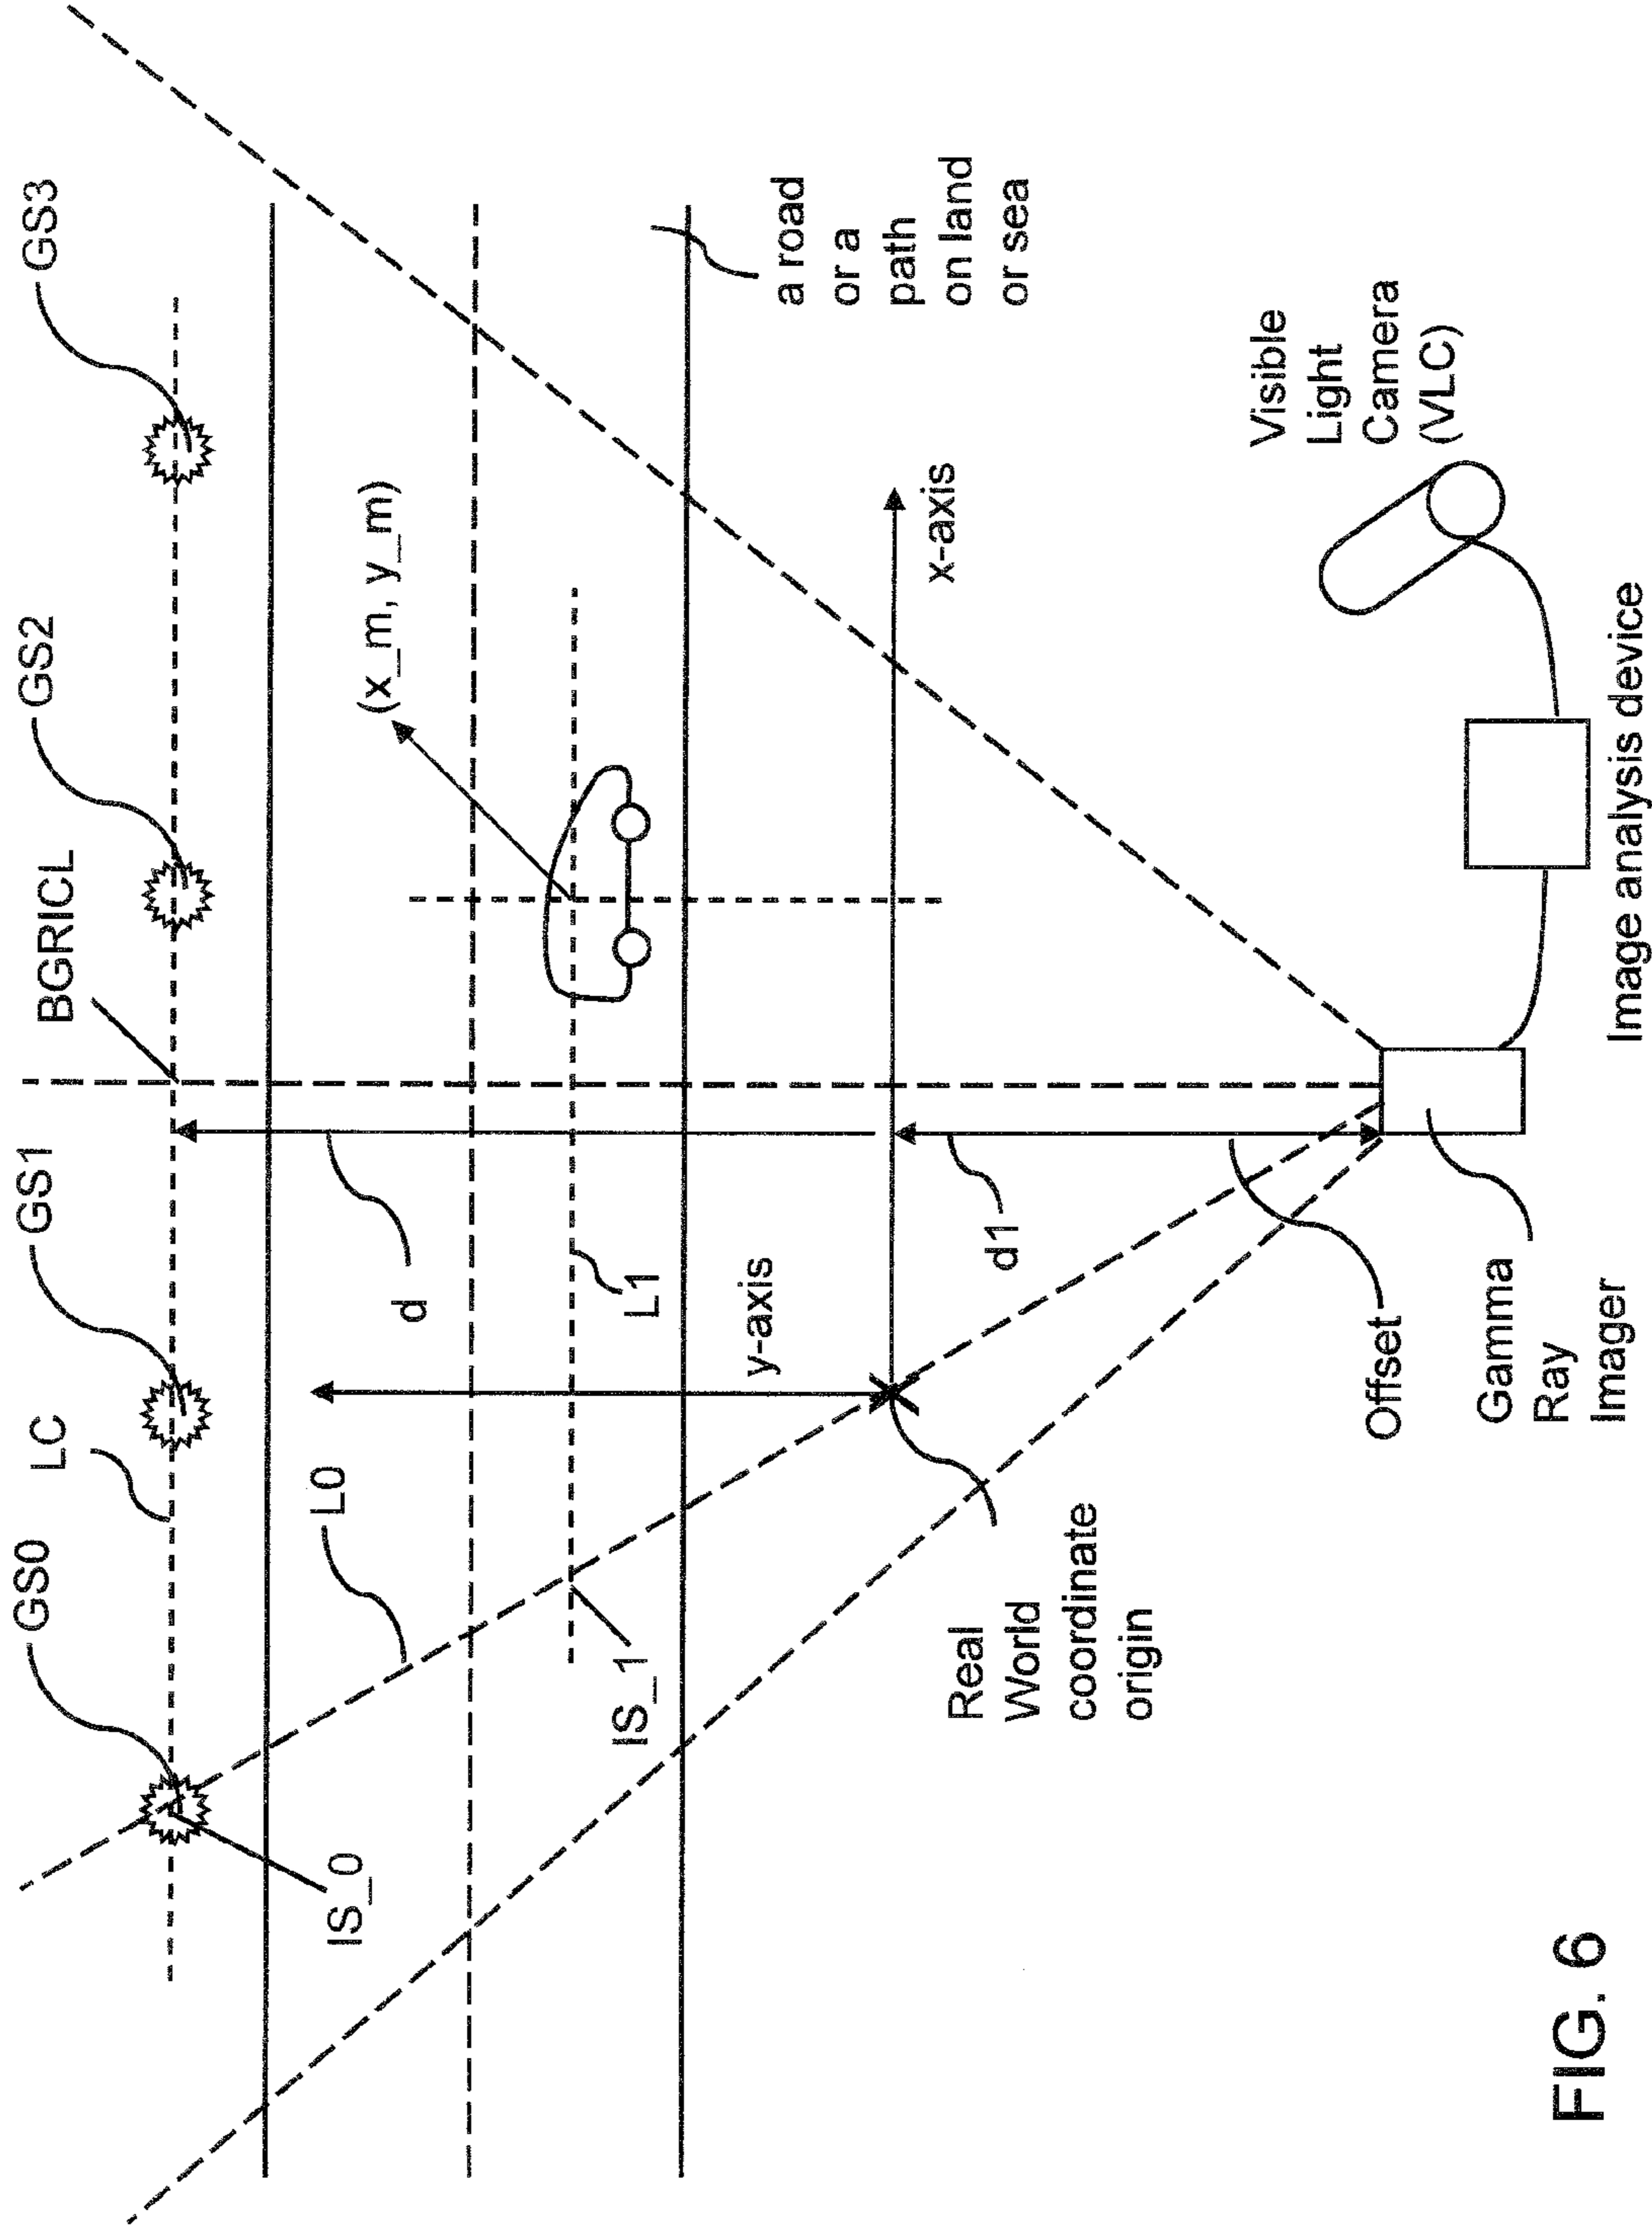 GS0
LC
GS1
BGRICL
GS2
GS3
IS_0
L0
d
(x_m, y_m)
IS_1
L1
y-axis
a road
or a
path
on land
or sea
Real
World
coordinate
origin
d1
x-axis
Offset
Gamma
Ray
Imager
Visible
Light
Camera
(VLC)
Image analysis device
FIG. 6